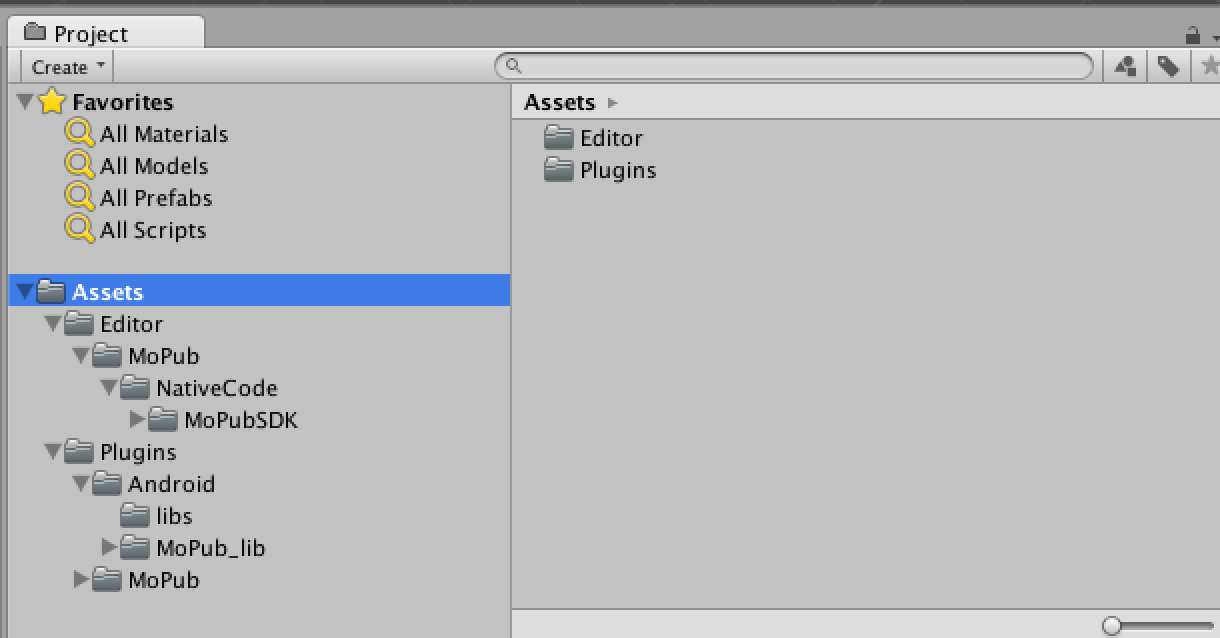 Project
Create
Favorites
All Materials
All Models
All Prefabs
All Scripts
Assets
Editor
MoPub
NativeCode
MoPubSDK
Plugins
Android
libs
MoPub_lib
MoPub
Assets
Editor
Plugins